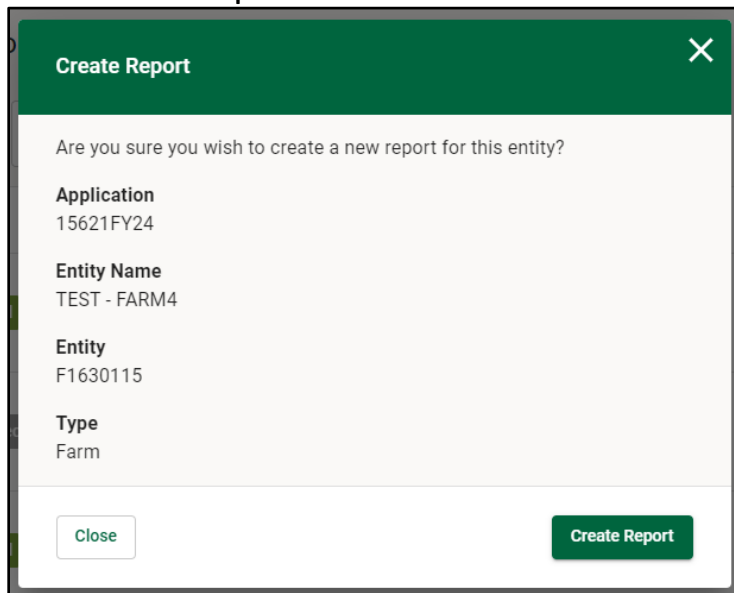 Create Report
Are you sure you wish to create a new report for this entity?
Application
15621FY24
Entity Name
TEST - FARM4
Entity
F1630115
Type
Farm
Close
Create Report